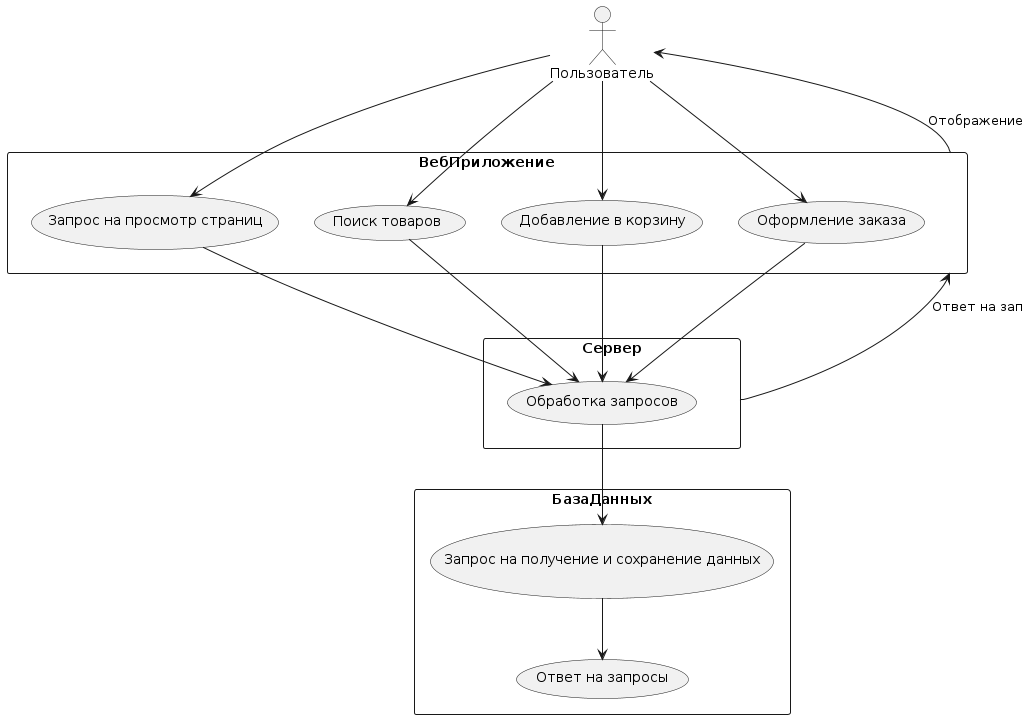 Пользователь
Отображение
ВебПриложение
Запрос на просмотр страниц
Поиск товаров
Добавление в корзину
Оформление заказа
Ответ на зап
Сервер
Обработка запросов
БазаДанных
Запрос на получение и сохранение данных
Ответ на запросы